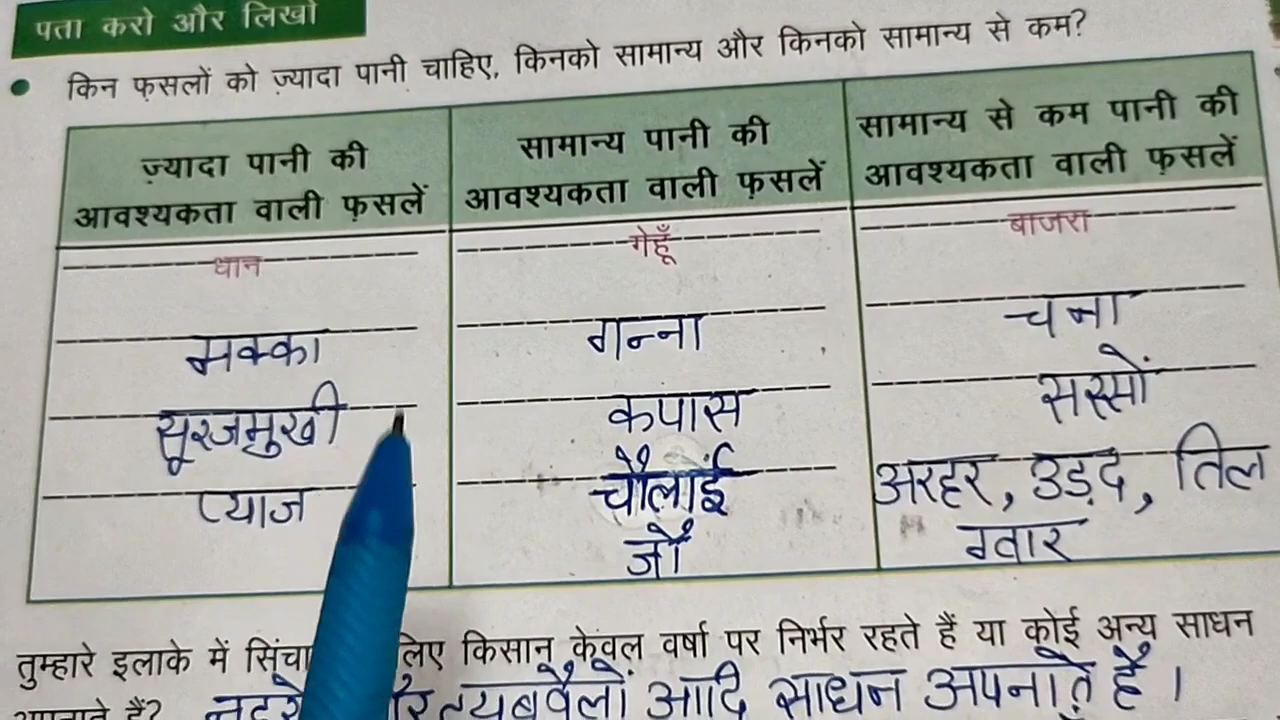 पता करो और लिखो
किन फ़सलों को ज़्यादा पानी चाहिए, किनको सामान्य और किनको सामान्य से कम?
ज़्यादा पानी की आवश्यकता वाली फ़सलें
सामान्य पानी की आवश्यकता वाली फ़सलें
सामान्य से कम पानी की आवश्यकता वाली फ़सलें
धान गेहूँ बाजरा
मक्का गन्ना चना
सूरजमुखी कपास सरसों
प्याज चौलाई अरहर, उड़द, तिल
जौ ग्वार
तुम्हारे इलाके में लिए किसान केवल वर्षा पर निर्भर रहते हैं या कोई अन्य साधन
अपनाते हैं? ट्यूबवैलों आदि साधन अपनाते है।